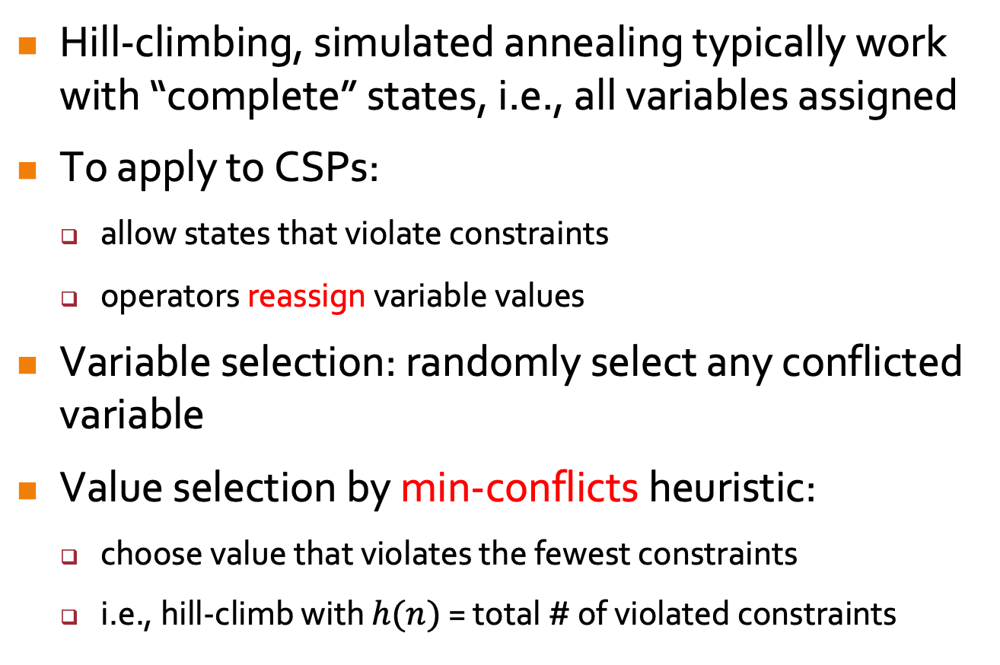 Hill-climbing, simulated annealing typically work
with “complete” states, i.e., all variables assigned
To apply to CSPs:
allow states that violate constraints
operators reassign variable values
Variable selection: randomly select any conflicted
variable
Value selection by min-conflicts heuristic:
choose value that violates the fewest constraints
i.e., hill-climb with h(n) = total # of violated constraints